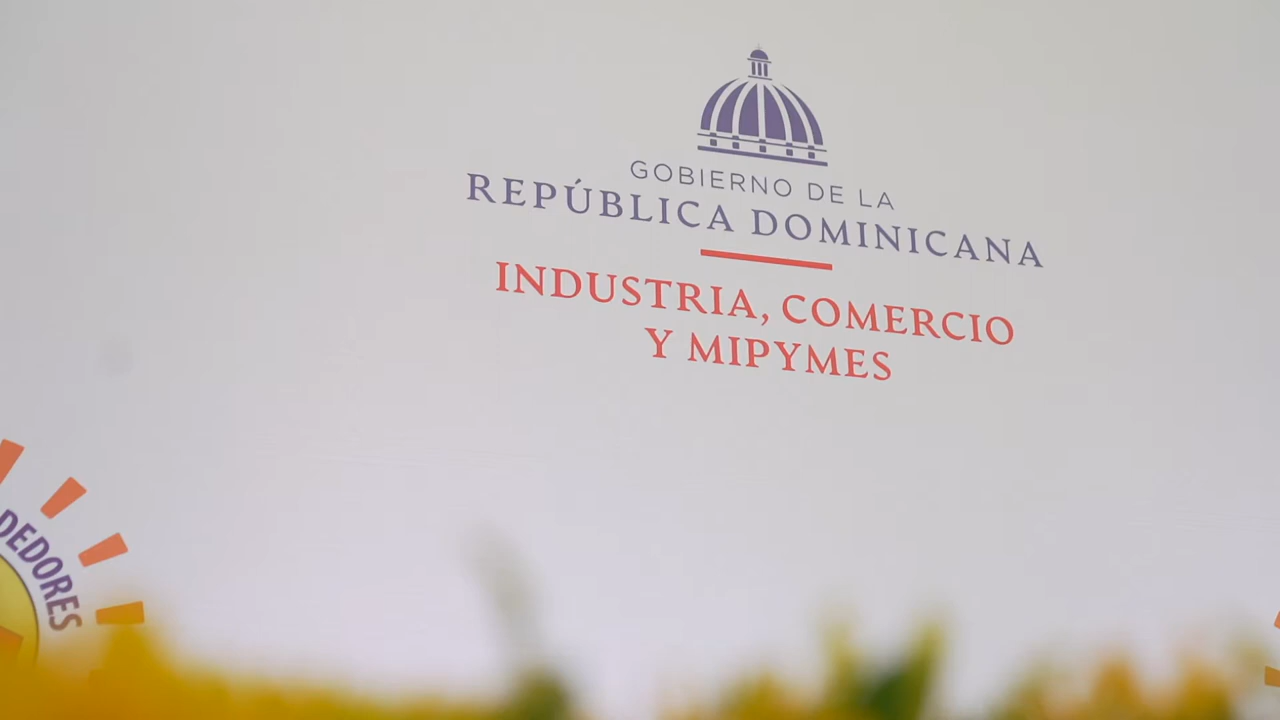 GOBIERNO DE LA
REPÚBLICA DOMINICANA
INDUSTRIA, COMERCIO
Y MIPYMES
DEDORES